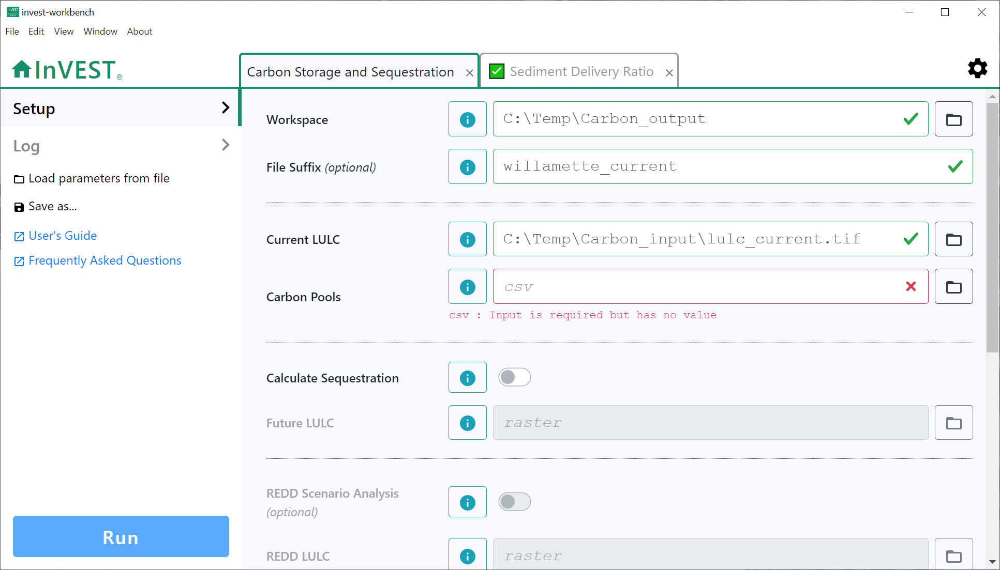 invest-workbench
File Edit View Window About
InVEST®
Carbon Storage and Sequestration
Sediment Delivery Ratio
Setup
Log
Load parameters from file
Save as...
User's Guide
Frequently Asked Questions
Run
Workspace
C:\Temp\Carbon_output
File Suffix (optional)
willamette_current
Current LULC
C:\Temp\Carbon_input\lulc_current.tif
Carbon Pools
csv
csv : Input is required but has no value
Calculate Sequestration
Future LULC
raster
REDD Scenario Analysis
(optional)
REDD LULC
raster